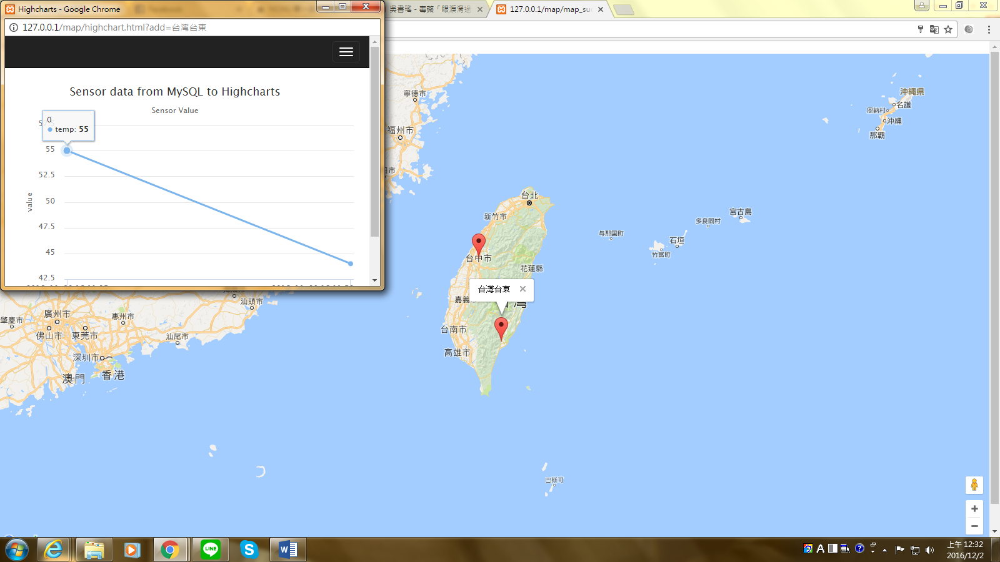 Highcharts - Google Chrome
吳書瑤 - 毒藥「眼淚滑過
127.0.0.1/map/map_su
127.0.0.1/map/highchart.html?add=台灣台東
Sensor data from MySQL to Highcharts
Sensor Value
0
temp: 55
55
52.5
50
47.5
45
42.5
value
寧德市
福州市
沖縄県
名護
恩納村
沖縄
那覇
台北
新竹市
宮古島
多良間村
与那国町
石垣
竹富町
台中市
花蓮縣
台灣台東
嘉義市
台南市
高雄市
汕頭市
廣州市
惠州市
肇慶市
佛山市
東莞市
汕尾市
深圳市
香港
澳門
巴斯可
上午 12:32
2016/12/2